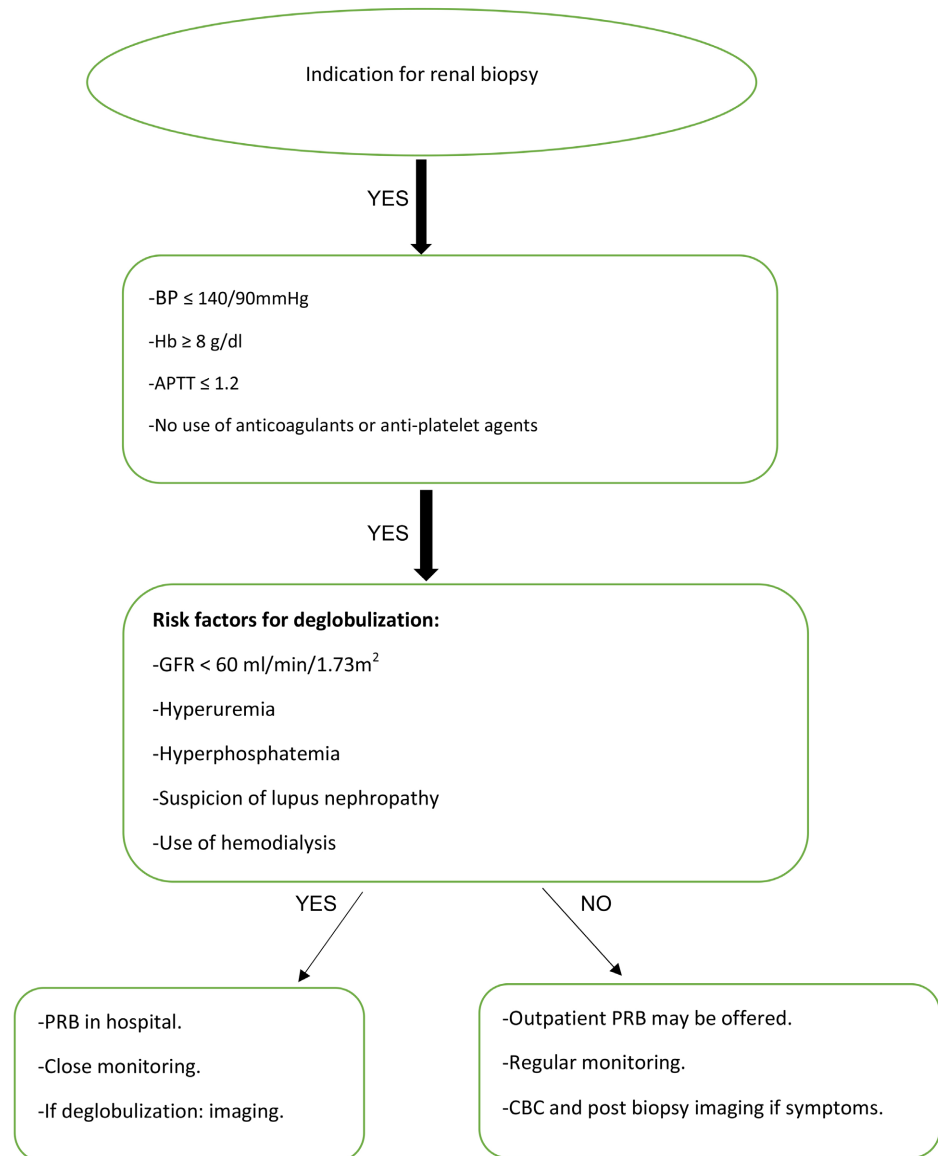 Indication for renal biopsy
YES
-BP ≤ 140/90mmHg
-Hb ≥ 8 g/dl
-APTT ≤ 1.2
-No use of anticoagulants or anti-platelet agents
YES
Risk factors for deglobulization:
-GFR < 60 ml/min/1.73m²
-Hyperuremia
-Hyperphosphatemia
-Suspicion of lupus nephropathy
-Use of hemodialysis
YES
NO
-PRB in hospital.
-Close monitoring.
-If deglobulization: imaging.
-Outpatient PRB may be offered.
-Regular monitoring.
-CBC and post biopsy imaging if symptoms.